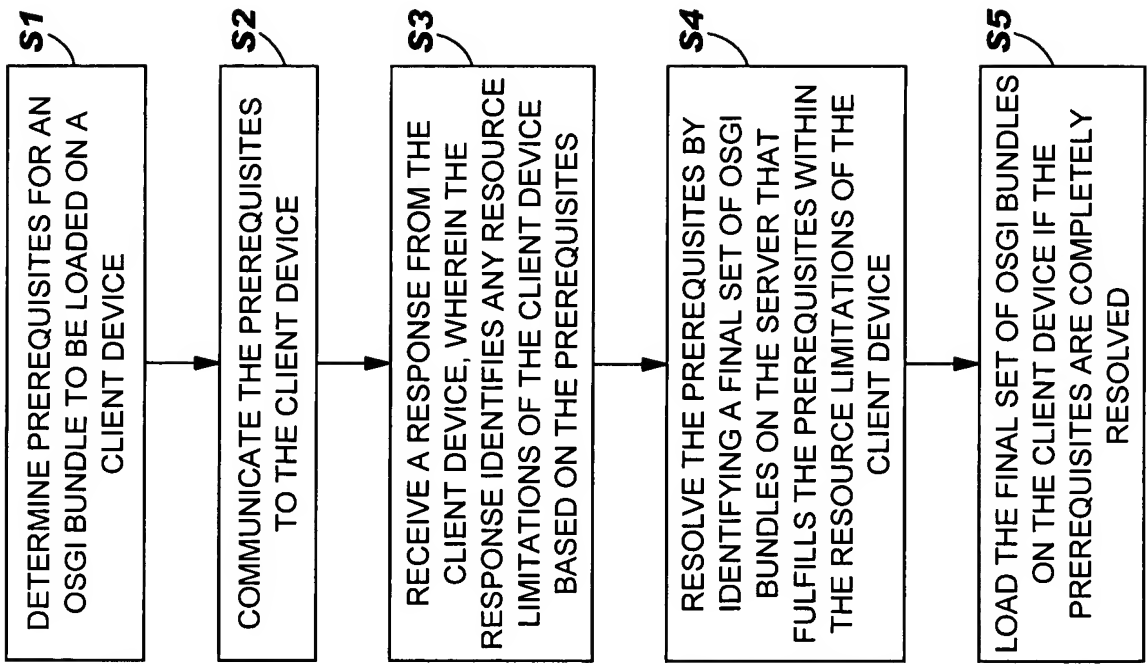 S1
DETERMINE PREREQUISITES FOR AN
OSGI BUNDLE TO BE LOADED ON A
CLIENT DEVICE
S2
COMMUNICATE THE PREREQUISITES
TO THE CLIENT DEVICE
S3
RECEIVE A RESPONSE FROM THE
CLIENT DEVICE, WHEREIN THE
RESPONSE IDENTIFIES ANY RESOURCE
LIMITATIONS OF THE CLIENT DEVICE
BASED ON THE PREREQUISITES
S4
RESOLVE THE PREREQUISITES BY
IDENTIFYING A FINAL SET OF OSGI
BUNDLES ON THE SERVER THAT
FULFILLS THE PREREQUISITES WITHIN
THE RESOURCE LIMITATIONS OF THE
CLIENT DEVICE
S5
LOAD THE FINAL SET OF OSGI BUNDLES
ON THE CLIENT DEVICE IF THE
PREREQUISITES ARE COMPLETELY
RESOLVED